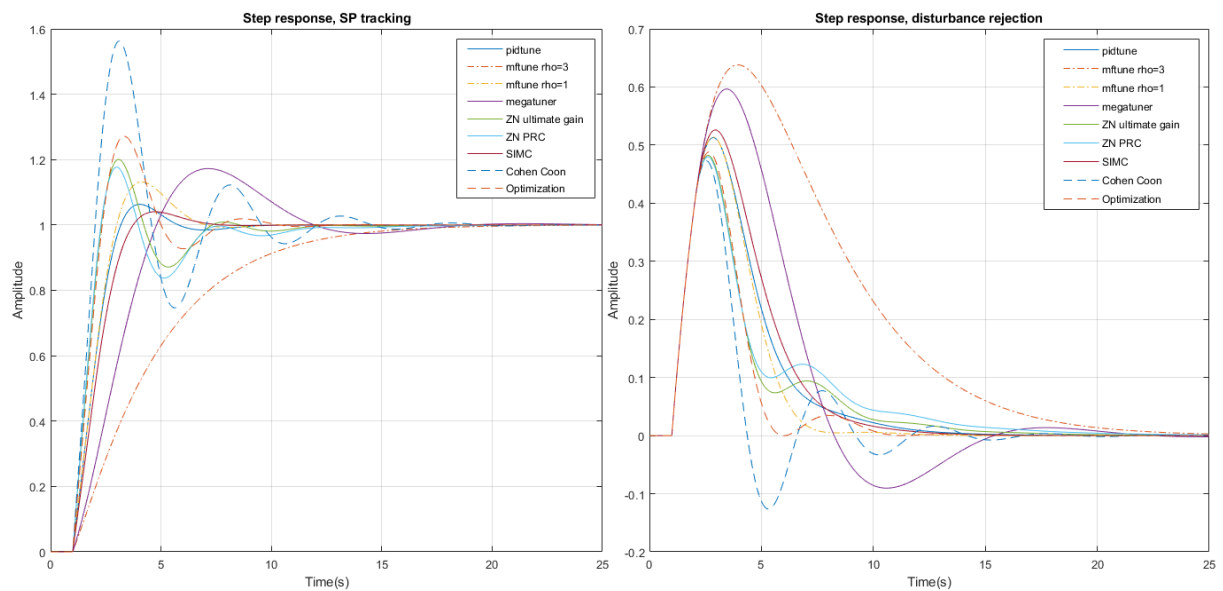 Step response, SP tracking
1.6
1.4
1.2
1
0.8
0.6
0.4
0.2
0
Amplitude
0
5
10
15
20
25
Time(s)
pidtune
mftune rho=3
mftune rho=1
megatuner
ZN ultimate gain
ZN PRC
SIMC
Cohen Coon
Optimization
Step response, disturbance rejection
0.7
0.6
0.5
0.4
0.3
0.2
0.1
0
-0.1
-0.2
Amplitude
0
5
10
15
20
25
Time(s)
pidtune
mftune rho=3
mftune rho=1
megatuner
ZN ultimate gain
ZN PRC
SIMC
Cohen Coon
Optimization